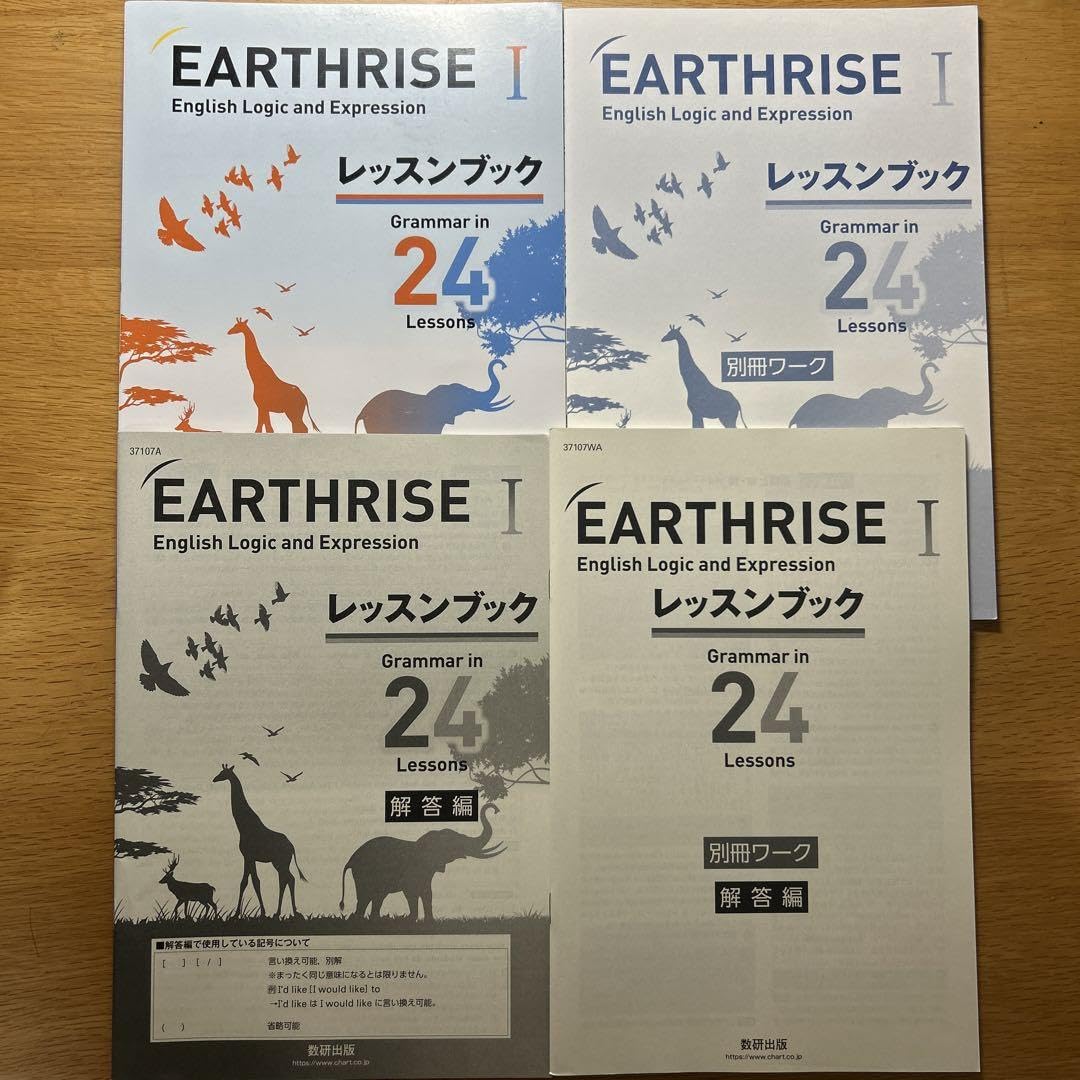 EARTHRISE I
English Logic and Expression
レッスンブック
Grammar in
24
Lessons
EARTHRISE I
English Logic and Expression
レッスンブック
Grammar in
24
Lessons
別冊ワーク
37107A
EARTHRISE I
English Logic and Expression
レッスンブック
Grammar in
24
Lessons
解答編
■解答編で使用している記号について
[ ] [ / ] 言い換え可能，別解
※まったく同じ意味になるとは限りません。
例 I'd like [I would like] to
→I'd like は I would like に言い換え可能。
( ) 省略可能
数研出版
https://www.chart.co.jp
37107WA
EARTHRISE I
English Logic and Expression
レッスンブック
Grammar in
24
Lessons
別冊ワーク
解答編
数研出版
https://www.chart.co.jp